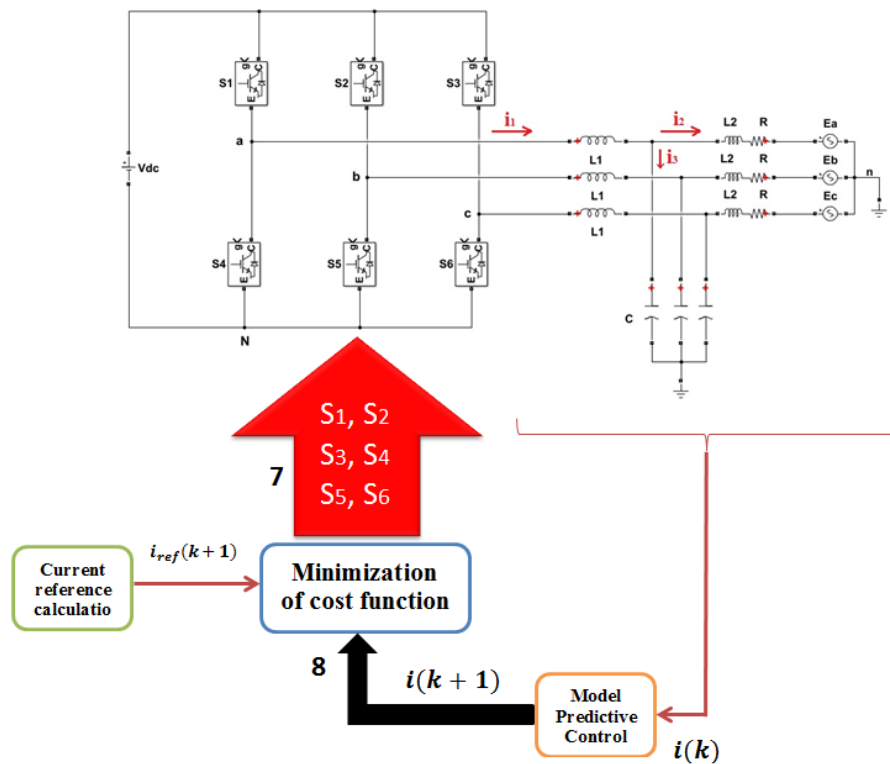 g C
S1
E
g C
S2
E
g C
S3
E
Vdc
a
b
c
i1
i2
i3
L1
L1
L1
L2 R
L2 R
L2 R
Ea
Eb
Ec
n
g C
S4
E
g C
S5
E
g C
S6
E
N
C
S1, S2
S3, S4
S5, S6
7
Current
reference
calculatio
iref(k+1)
Minimization
of cost function
8
i(k + 1)
Model
Predictive
Control
i(k)